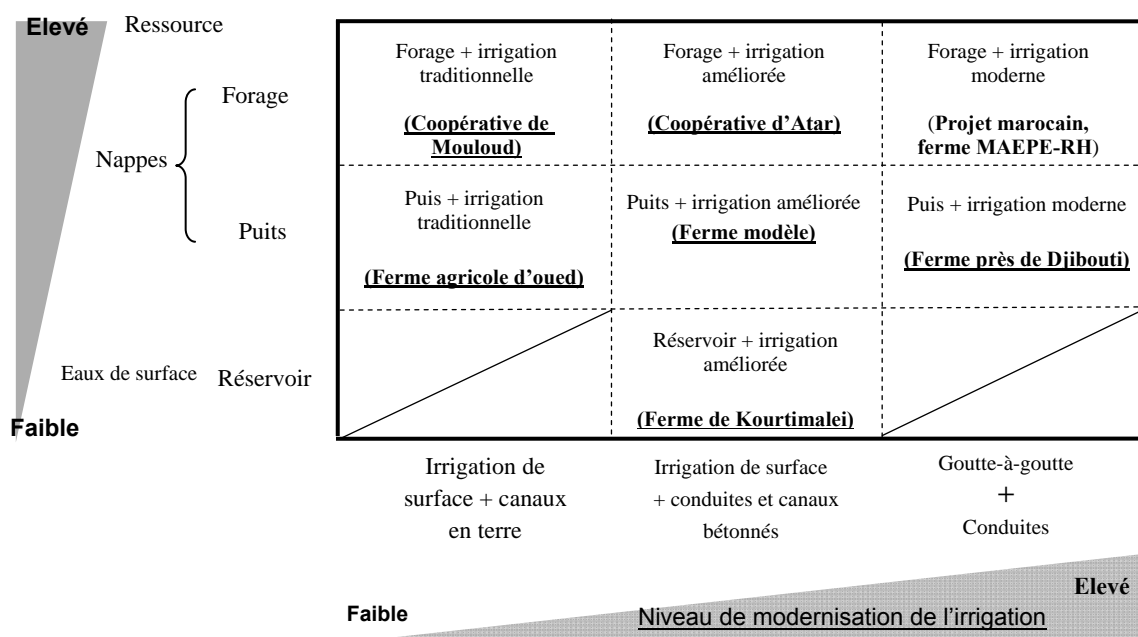 Elevé
Ressource
Forage + irrigation
traditionnelle
(Coopérative de
Mouloud)
Forage + irrigation
améliorée
(Coopérative d’Atar)
Forage + irrigation
moderne
(Projet marocain,
ferme MAEPE-RH)
Forage
Nappes
Puits
Puis + irrigation
traditionnelle
(Ferme agricole d’oued)
Puits + irrigation améliorée
(Ferme modèle)
Puis + irrigation moderne
(Ferme près de Djibouti)
Eaux de surface
Réservoir
Réservoir + irrigation
améliorée
(Ferme de Kourtimalei)
Faible
Irrigation de
surface + canaux
en terre
Irrigation de surface
+ conduites et canaux
bétonnés
Goutte-à-goutte
+
Conduites
Faible
Niveau de modernisation de l’irrigation
Elevé